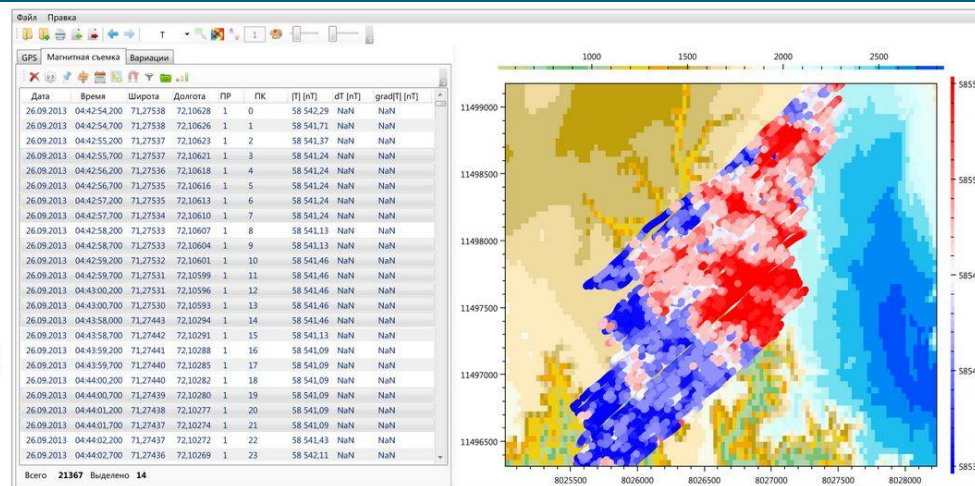 Файл Правка
T 1
GPS Магнитная съемка Вариации
Дата Время Широта Долгота ПР ПК |T| [nT] dT [nT] grad|T| [nT]
26.09.2013 04:42:54,200 71,27538 72,10628 1 0 58 542,29 NaN NaN
26.09.2013 04:42:54,700 71,27538 72,10626 1 1 58 541,71 NaN NaN
26.09.2013 04:42:55,200 71,27537 72,10623 1 2 58 541,37 NaN NaN
26.09.2013 04:42:55,700 71,27537 72,10621 1 3 58 541,24 NaN NaN
26.09.2013 04:42:56,200 71,27536 72,10618 1 4 58 541,24 NaN NaN
26.09.2013 04:42:56,700 71,27535 72,10616 1 5 58 541,24 NaN NaN
26.09.2013 04:42:57,200 71,27535 72,10613 1 6 58 541,24 NaN NaN
26.09.2013 04:42:57,700 71,27534 72,10610 1 7 58 541,24 NaN NaN
26.09.2013 04:42:58,200 71,27533 72,10607 1 8 58 541,13 NaN NaN
26.09.2013 04:42:58,700 71,27533 72,10604 1 9 58 541,13 NaN NaN
26.09.2013 04:42:59,200 71,27532 72,10601 1 10 58 541,46 NaN NaN
26.09.2013 04:42:59,700 71,27531 72,10599 1 11 58 541,46 NaN NaN
26.09.2013 04:43:00,200 71,27531 72,10596 1 12 58 541,46 NaN NaN
26.09.2013 04:43:00,700 71,27530 72,10593 1 13 58 541,46 NaN NaN
26.09.2013 04:43:58,000 71,27443 72,10294 1 14 58 541,46 NaN NaN
26.09.2013 04:43:58,700 71,27442 72,10291 1 15 58 541,13 NaN NaN
26.09.2013 04:43:59,200 71,27441 72,10288 1 16 58 541,09 NaN NaN
26.09.2013 04:43:59,700 71,27440 72,10285 1 17 58 541,09 NaN NaN
26.09.2013 04:44:00,200 71,27440 72,10282 1 18 58 541,09 NaN NaN
26.09.2013 04:44:00,700 71,27439 72,10280 1 19 58 541,09 NaN NaN
26.09.2013 04:44:01,200 71,27438 72,10277 1 20 58 541,09 NaN NaN
26.09.2013 04:44:01,700 71,27437 72,10274 1 21 58 541,09 NaN NaN
26.09.2013 04:44:02,200 71,27437 72,10272 1 22 58 541,43 NaN NaN
26.09.2013 04:44:02,700 71,27436 72,10269 1 23 58 542,11 NaN NaN
Всего 21367 Выделено 14
1000 1500 2000 2500
11499000
11498500
11498000
11497500
11497000
11496500
8025500 8026000 8026500 8027000 8027500 8028000